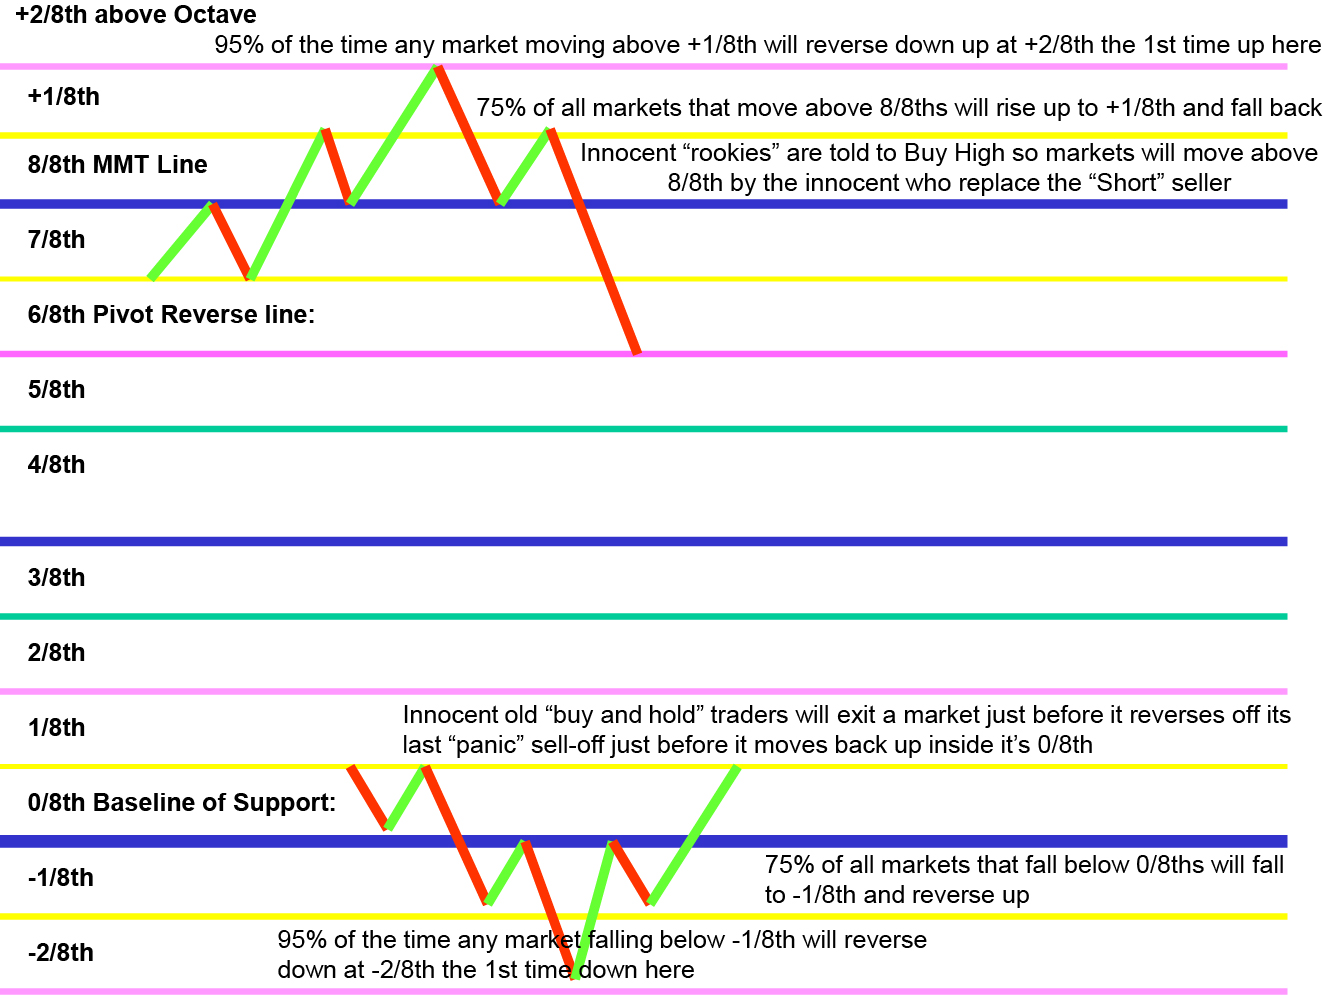 +2/8th above Octave
95% of the time any market moving above +1/8th will reverse down up at +2/8th the 1st time up here
+1/8th
75% of all markets that move above 8/8ths will rise up to +1/8th and fall back
8/8th MMT Line
Innocent “rookies” are told to Buy High so markets will move above
8/8th by the innocent who replace the “Short” seller
7/8th
6/8th Pivot Reverse line:
5/8th
4/8th
3/8th
2/8th
1/8th
Innocent old “buy and hold” traders will exit a market just before it reverses off its
last “panic” sell-off just before it moves back up inside it’s 0/8th
0/8th Baseline of Support:
-1/8th
75% of all markets that fall below 0/8ths will fall
to -1/8th and reverse up
-2/8th
95% of the time any market falling below -1/8th will reverse
down at -2/8th the 1st time down here